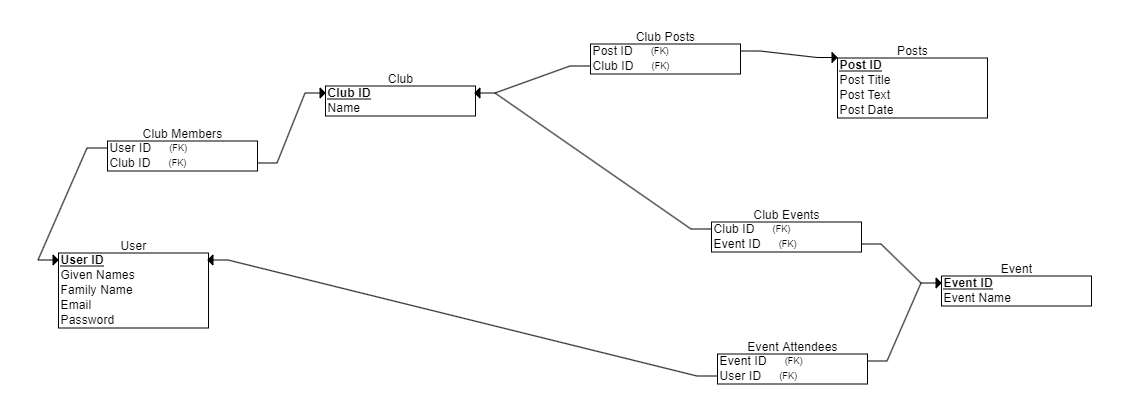 Club Posts
Post ID (FK)
Club ID (FK)
Posts
Post ID
Post Title
Post Text
Post Date
Club
Club ID
Name
Club Members
User ID (FK)
Club ID (FK)
Club Events
Club ID (FK)
Event ID (FK)
User
User ID
Given Names
Family Name
Email
Password
Event
Event ID
Event Name
Event Attendees
Event ID (FK)
User ID (FK)